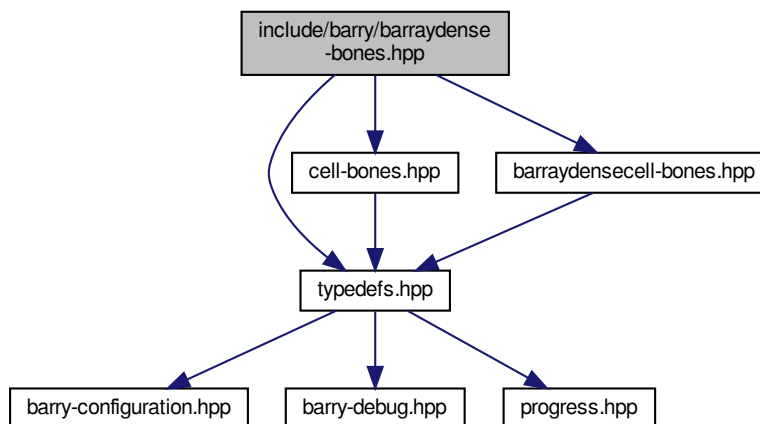 include/barry/barraydense
-bones.hpp
cell-bones.hpp
barraydensecell-bones.hpp
typedefs.hpp
barry-configuration.hpp
barry-debug.hpp
progress.hpp